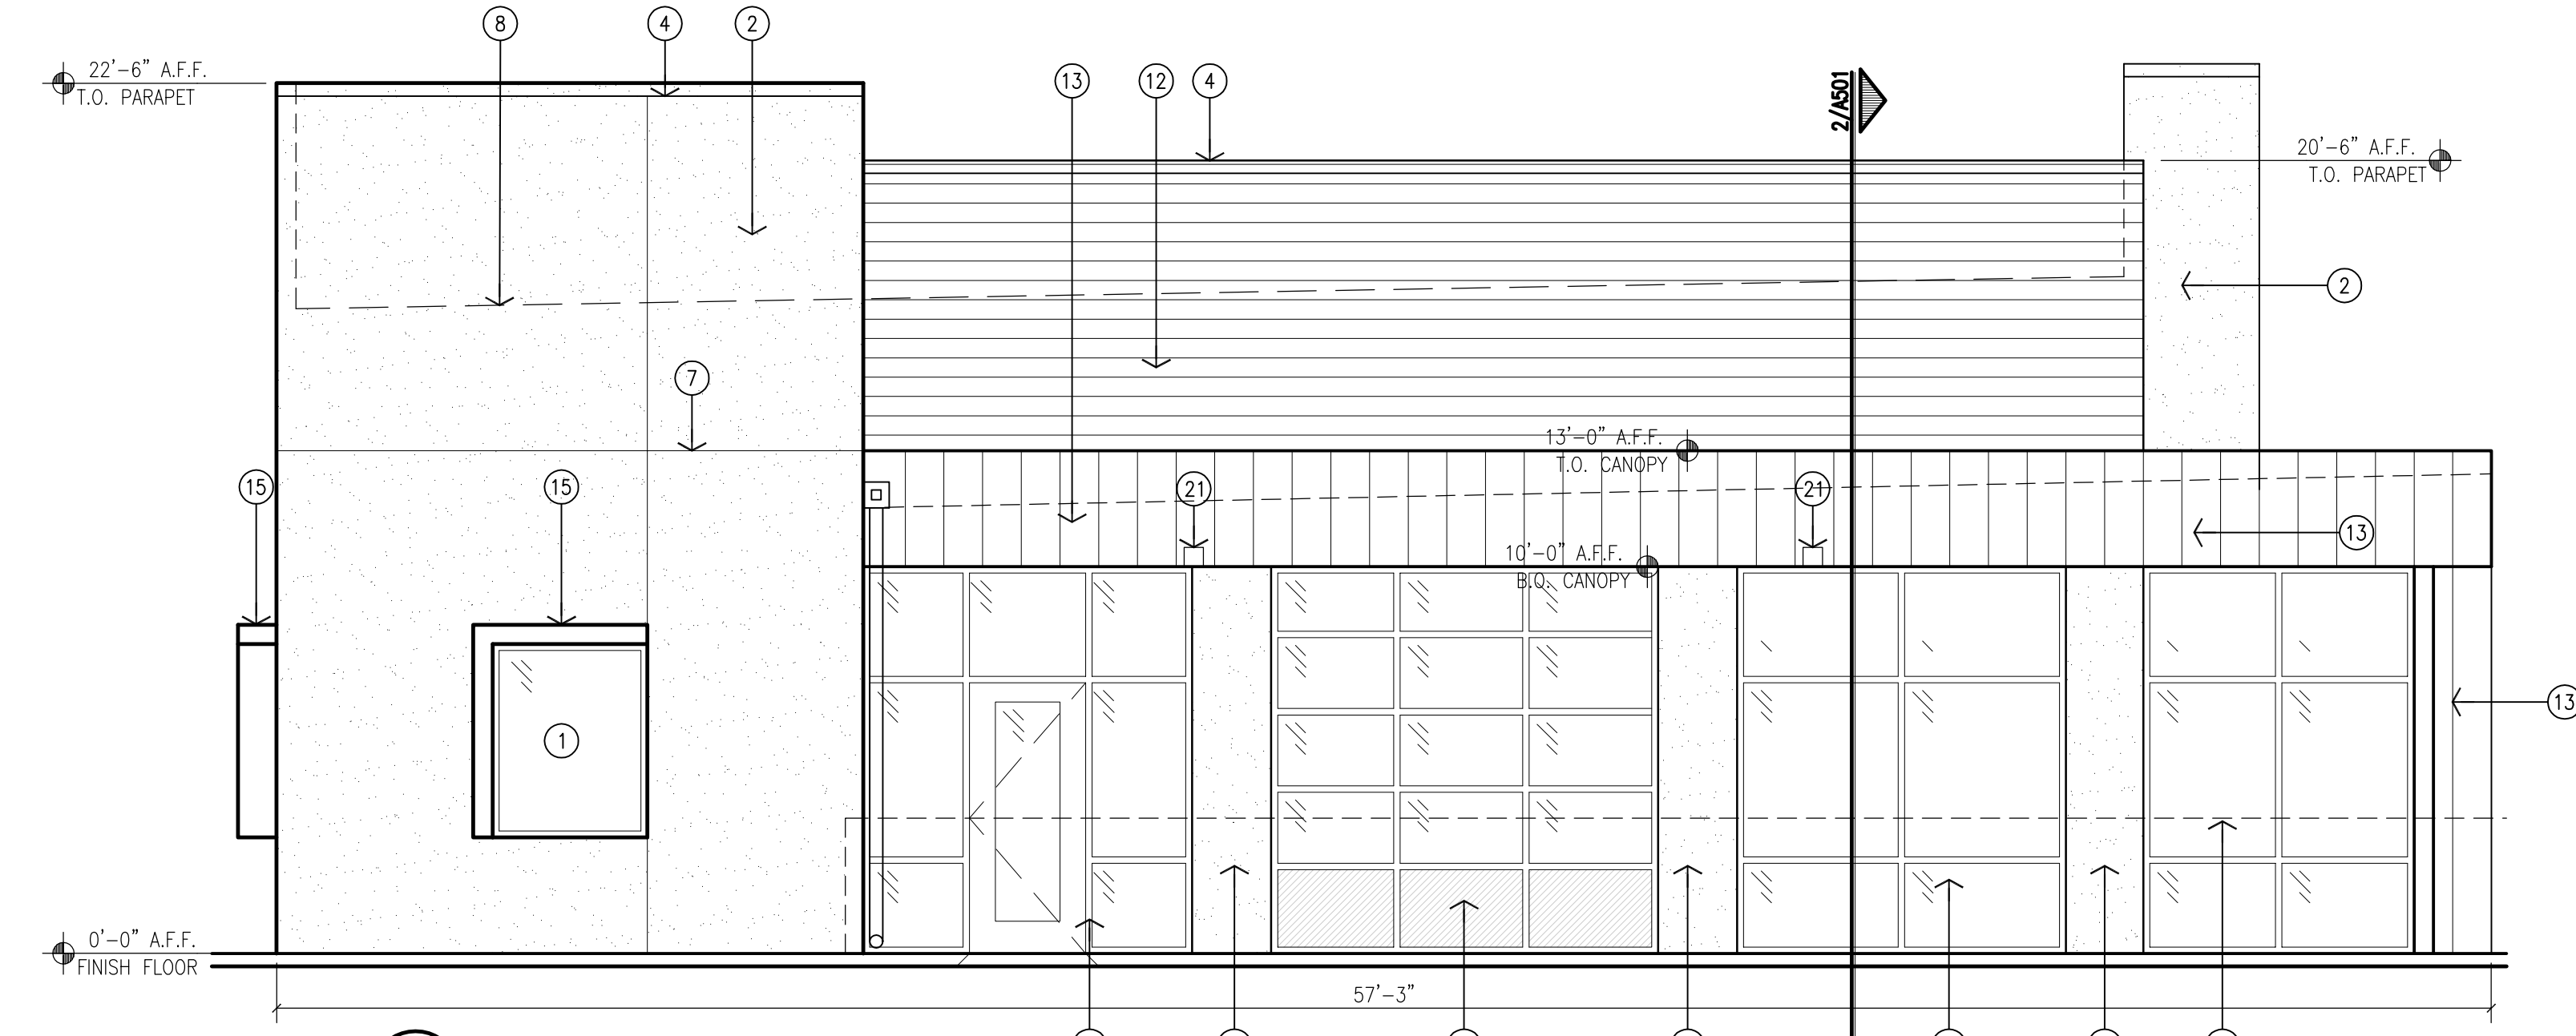 8
4
2
22'-6" A.F.F.
T.O. PARAPET
13
12
4
2/A501
20'-6" A.F.F.
T.O. PARAPET
2
7
13'-0" A.F.F.
T.O. CANOPY
15
15
21
21
13
10'-0" A.F.F.
B.O. CANOPY
13
1
0'-0" A.F.F.
FINISH FLOOR
57'-3"